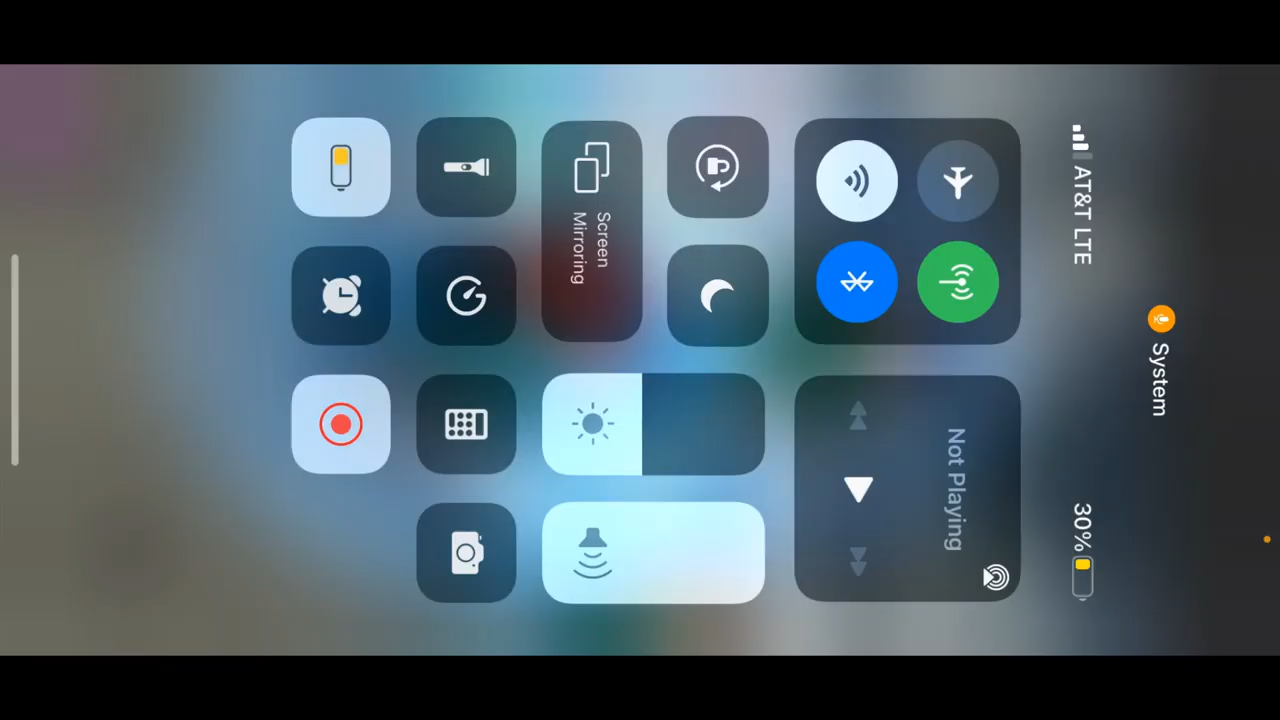 System
AT&T LTE
30%
Not Playing
Screen
Mirroring